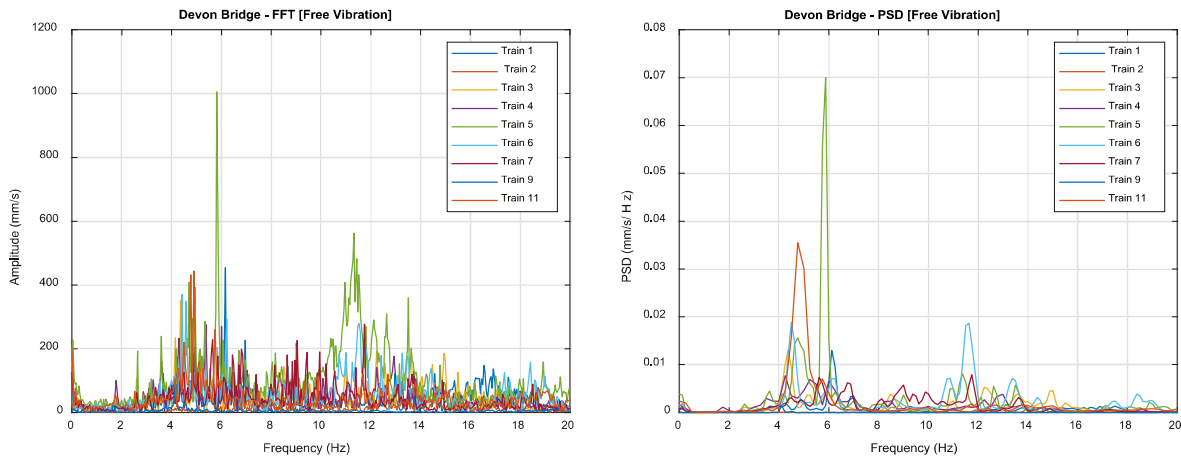 Devon Bridge - FFT [Free Vibration]
1200
1000
800
600
400
200
0
Amplitude (mm/s)
0 2 4 6 8 10 12 14 16 18 20
Frequency (Hz)
Train 1
Train 2
Train 3
Train 4
Train 5
Train 6
Train 7
Train 9
Train 11
Devon Bridge - PSD [Free Vibration]
0.08
0.07
0.06
0.05
0.04
0.03
0.02
0.01
0
PSD (mm/s/ H z)
0 2 4 6 8 10 12 14 16 18 20
Frequency (Hz)
Train 1
Train 2
Train 3
Train 4
Train 5
Train 6
Train 7
Train 9
Train 11